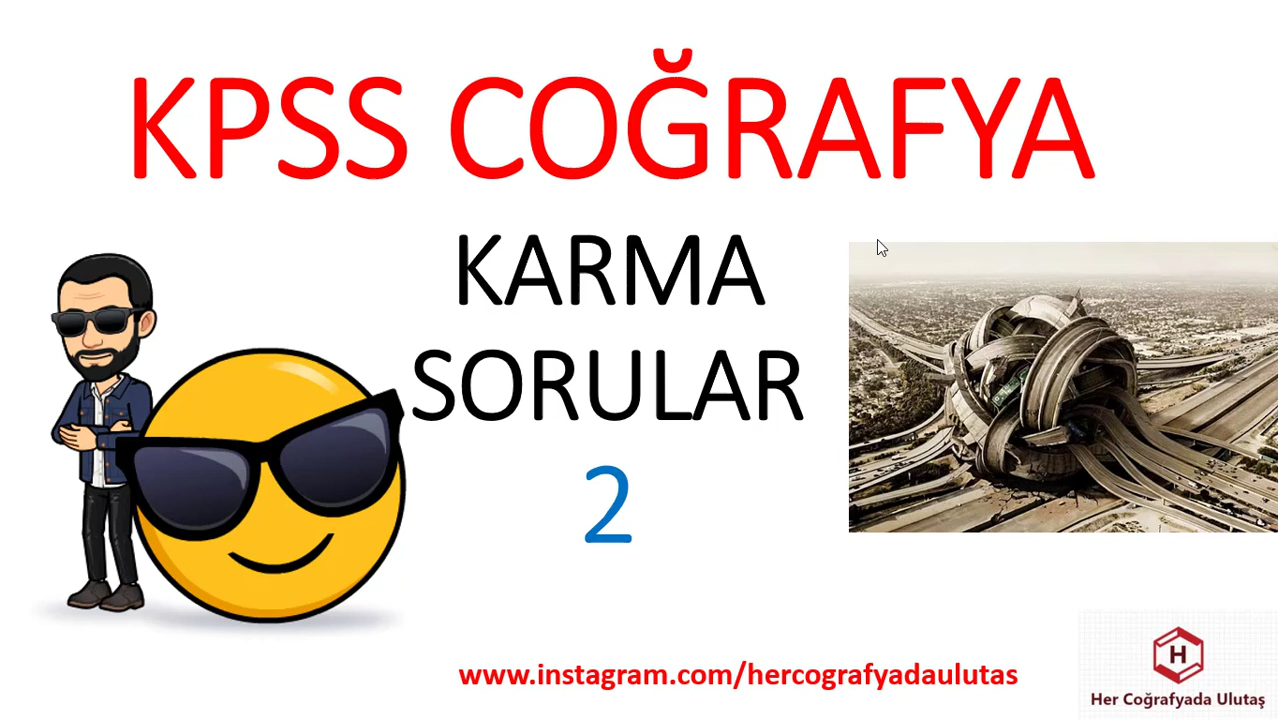 KPSS COĞRAFYA
KARMA
SORULAR
2
www.instagram.com/hercografyadaulutas
H
Her Coğrafyada Ulutaş